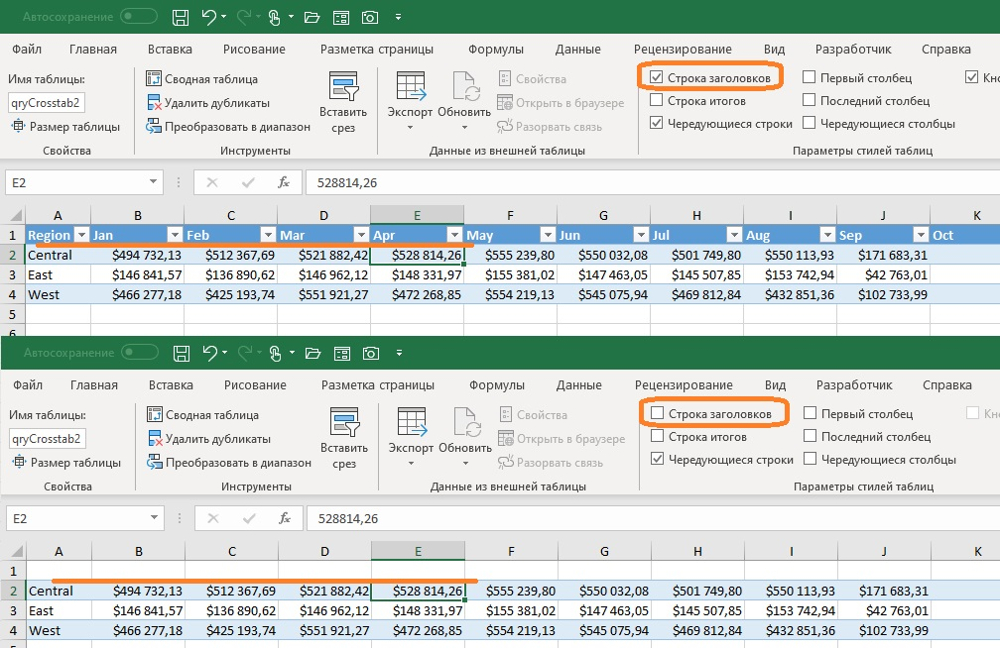 Автосохранение
Файл Главная Вставка Рисование Разметка страницы Формулы Данные Рецензирование Вид Разработчик Справка
Имя таблицы: Сводная таблица Свойства Строка заголовков Первый столбец Кно
qryCrosstab2 Удалить дубликаты Вставить срез Экспорт Обновить Открыть в браузере Строка итогов Последний столбец
Размер таблицы Преобразовать в диапазон Разорвать связь Чередующиеся строки Чередующиеся столбцы
Свойства Инструменты Данные из внешней таблицы Параметры стилей таблиц
E2 fx 528814,26
A B C D E F G H I J K
1 Region Jan Feb Mar Apr May Jun Jul Aug Sep Oct
2 Central $494 732,13 $512 367,69 $521 882,42 $528 814,26 $555 239,80 $550 032,08 $501 749,80 $550 113,93 $171 683,31
3 East $146 841,57 $136 890,62 $146 962,12 $148 331,97 $155 381,02 $147 463,05 $145 507,85 $153 742,94 $42 763,01
4 West $466 277,18 $425 193,74 $551 921,27 $472 268,85 $554 219,13 $545 075,94 $469 812,84 $432 851,36 $102 733,99
5
6
Автосохранение
Файл Главная Вставка Рисование Разметка страницы Формулы Данные Рецензирование Вид Разработчик Справка
Имя таблицы: Сводная таблица Свойства Строка заголовков Первый столбец Кно
qryCrosstab2 Удалить дубликаты Вставить срез Экспорт Обновить Открыть в браузере Строка итогов Последний столбец
Размер таблицы Преобразовать в диапазон Разорвать связь Чередующиеся строки Чередующиеся столбцы
Свойства Инструменты Данные из внешней таблицы Параметры стилей таблиц
E2 fx 528814,26
A B C D E F G H I J K
1
2 Central $494 732,13 $512 367,69 $521 882,42 $528 814,26 $555 239,80 $550 032,08 $501 749,80 $550 113,93 $171 683,31
3 East $146 841,57 $136 890,62 $146 962,12 $148 331,97 $155 381,02 $147 463,05 $145 507,85 $153 742,94 $42 763,01
4 West $466 277,18 $425 193,74 $551 921,27 $472 268,85 $554 219,13 $545 075,94 $469 812,84 $432 851,36 $102 733,99